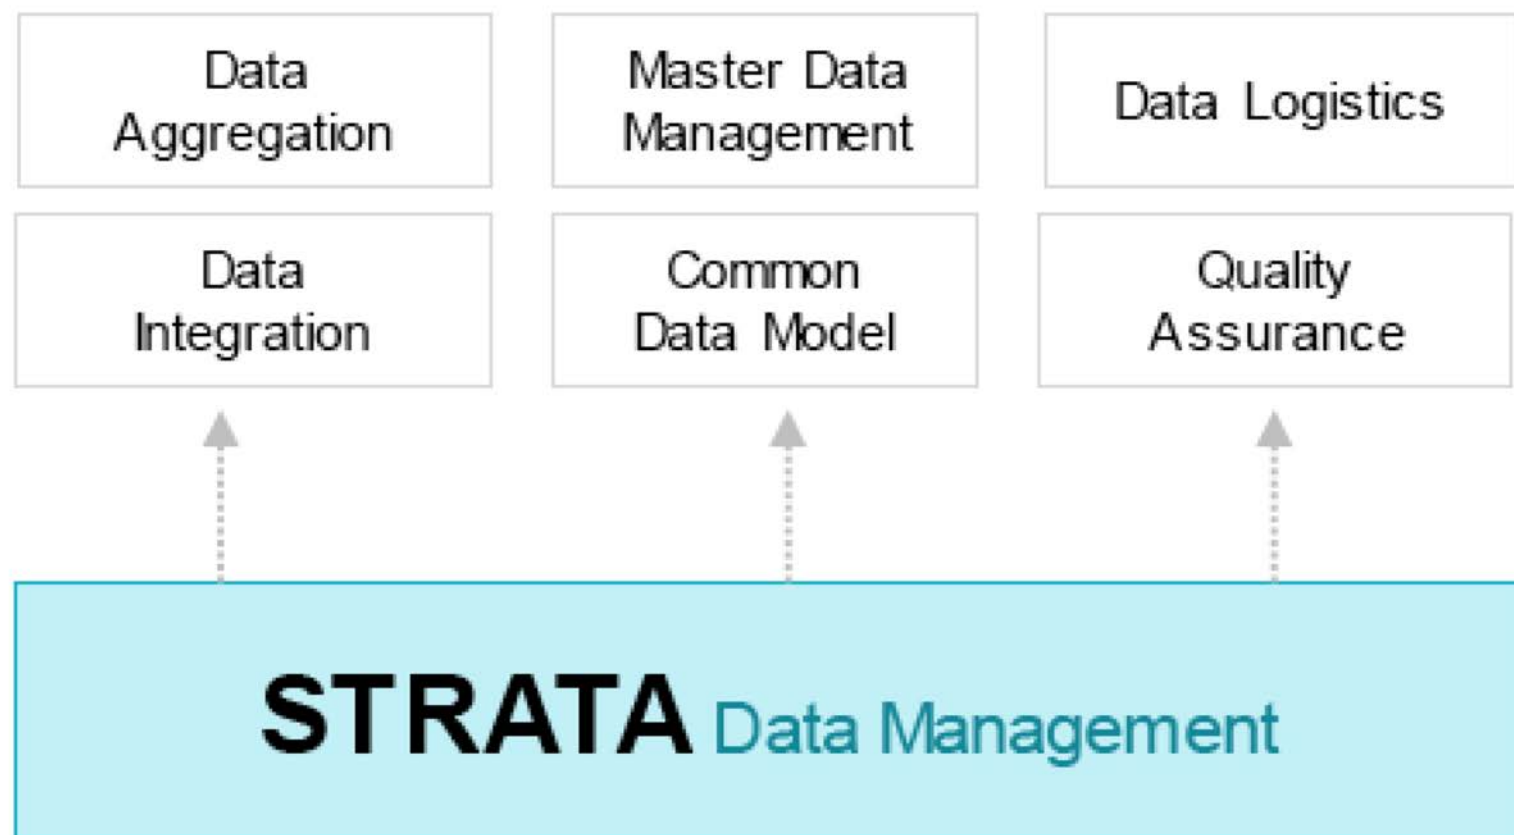 Data
Aggregation
Master Data
Management
Data Logistics
Data
Integration
Common
Data Model
Quality
Assurance
STRATA Data Management